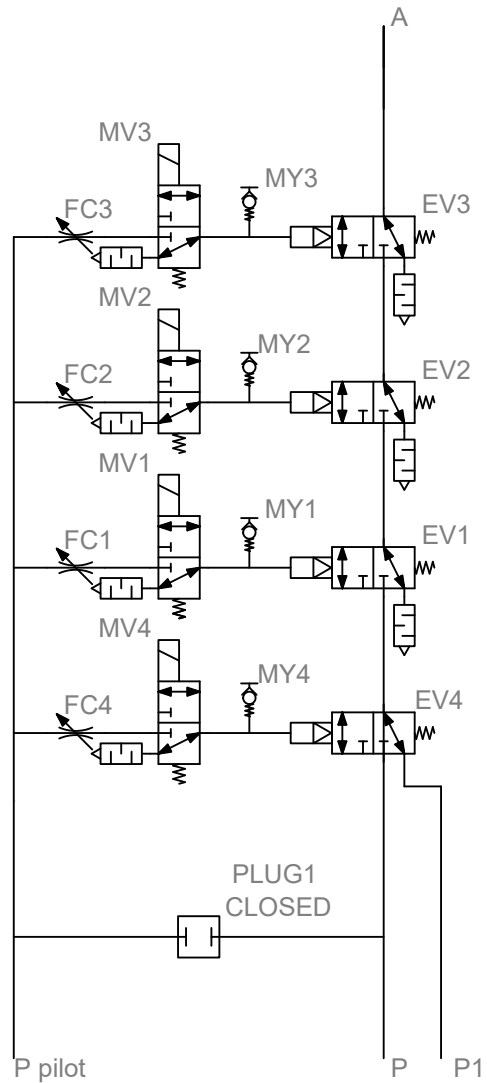 A
MV3
MY3
FC3
EV3
MV2
MY2
FC2
EV2
MV1
MY1
FC1
EV1
MV4
MY4
FC4
EV4
PLUG1
CLOSED
P pilot
P
P1